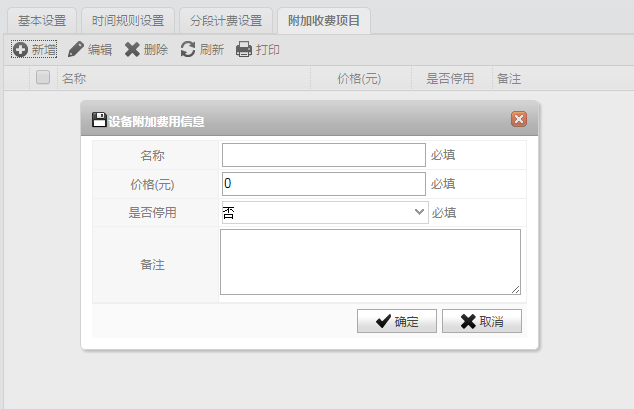 基本设置 时间规则设置 分段计费设置 附加收费项目
新增 编辑 删除 刷新 打印
名称 价格(元) 是否停用 备注
设备附加费用信息
名称 必填
价格(元) 0 必填
是否停用 否 必填
备注
确定 取消